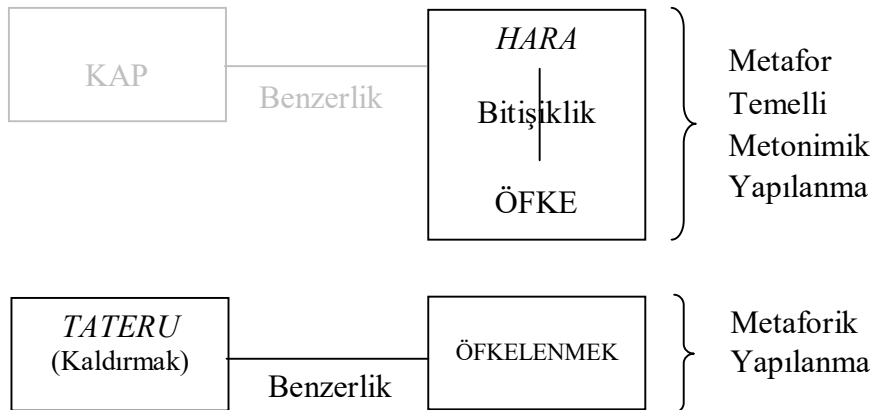 HARA
KAP
Benzerlik
Bitişiklik
ÖFKE
Metafor
Temelli
Metonimik
Yapılanma
TATERU
(Kaldırmak)
Benzerlik
ÖFKELENMEK
Metaforik
Yapılanma